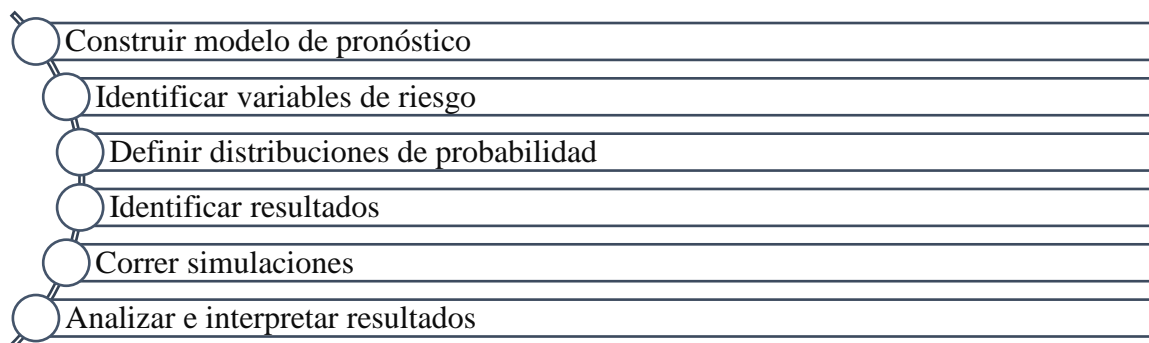 Construir modelo de pronóstico
Identificar variables de riesgo
Definir distribuciones de probabilidad
Identificar resultados
Correr simulaciones
Analizar e interpretar resultados